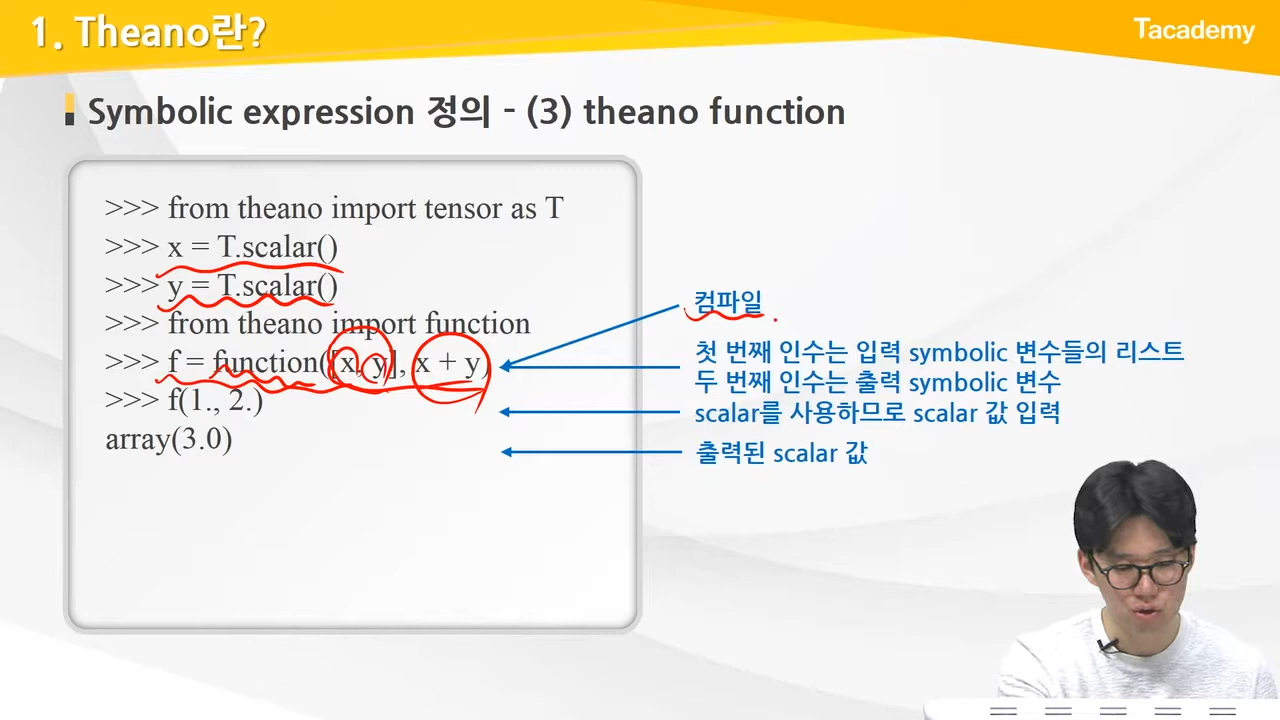 1. Theano란?
Tacademy
Symbolic expression 정의 - (3) theano function
>>> from theano import tensor as T
>>> x = T.scalar()
>>> y = T.scalar()
>>> from theano import function
>>> f = function([x, y], x + y)
>>> f(1., 2.)
array(3.0)
컴파일
첫 번째 인수는 입력 symbolic 변수들의 리스트
두 번째 인수는 출력 symbolic 변수
scalar를 사용하므로 scalar 값 입력
출력된 scalar 값